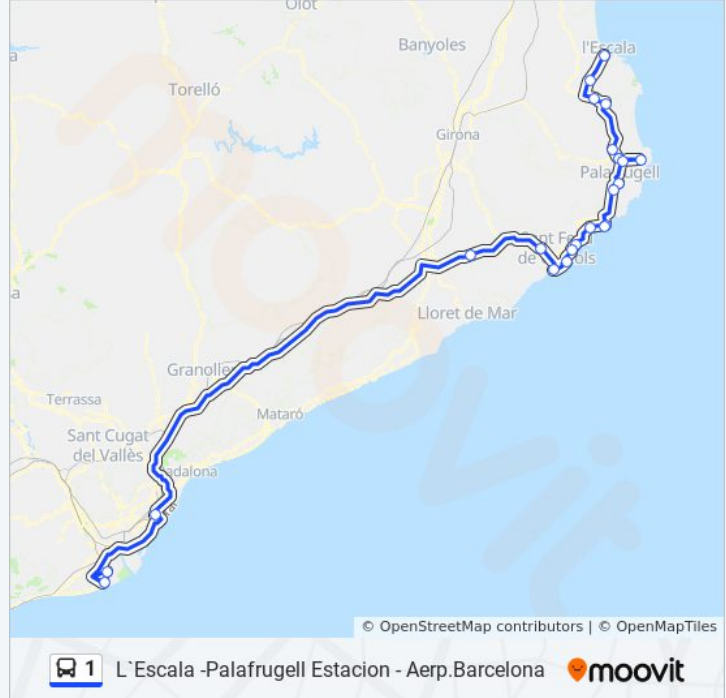 Olot
Banyoles
l'Escala
Torelló
Girona
Palafrugell
Sant Feliu
de Guíxols
Lloret de Mar
Granollers
Terrassa
Mataró
Sant Cugat
del Vallès
Badalona
moovit
© OpenStreetMap contributors | © OpenMapTiles
1 L`Escala -Palafrugell Estacion - Aerp.Barcelona moovit